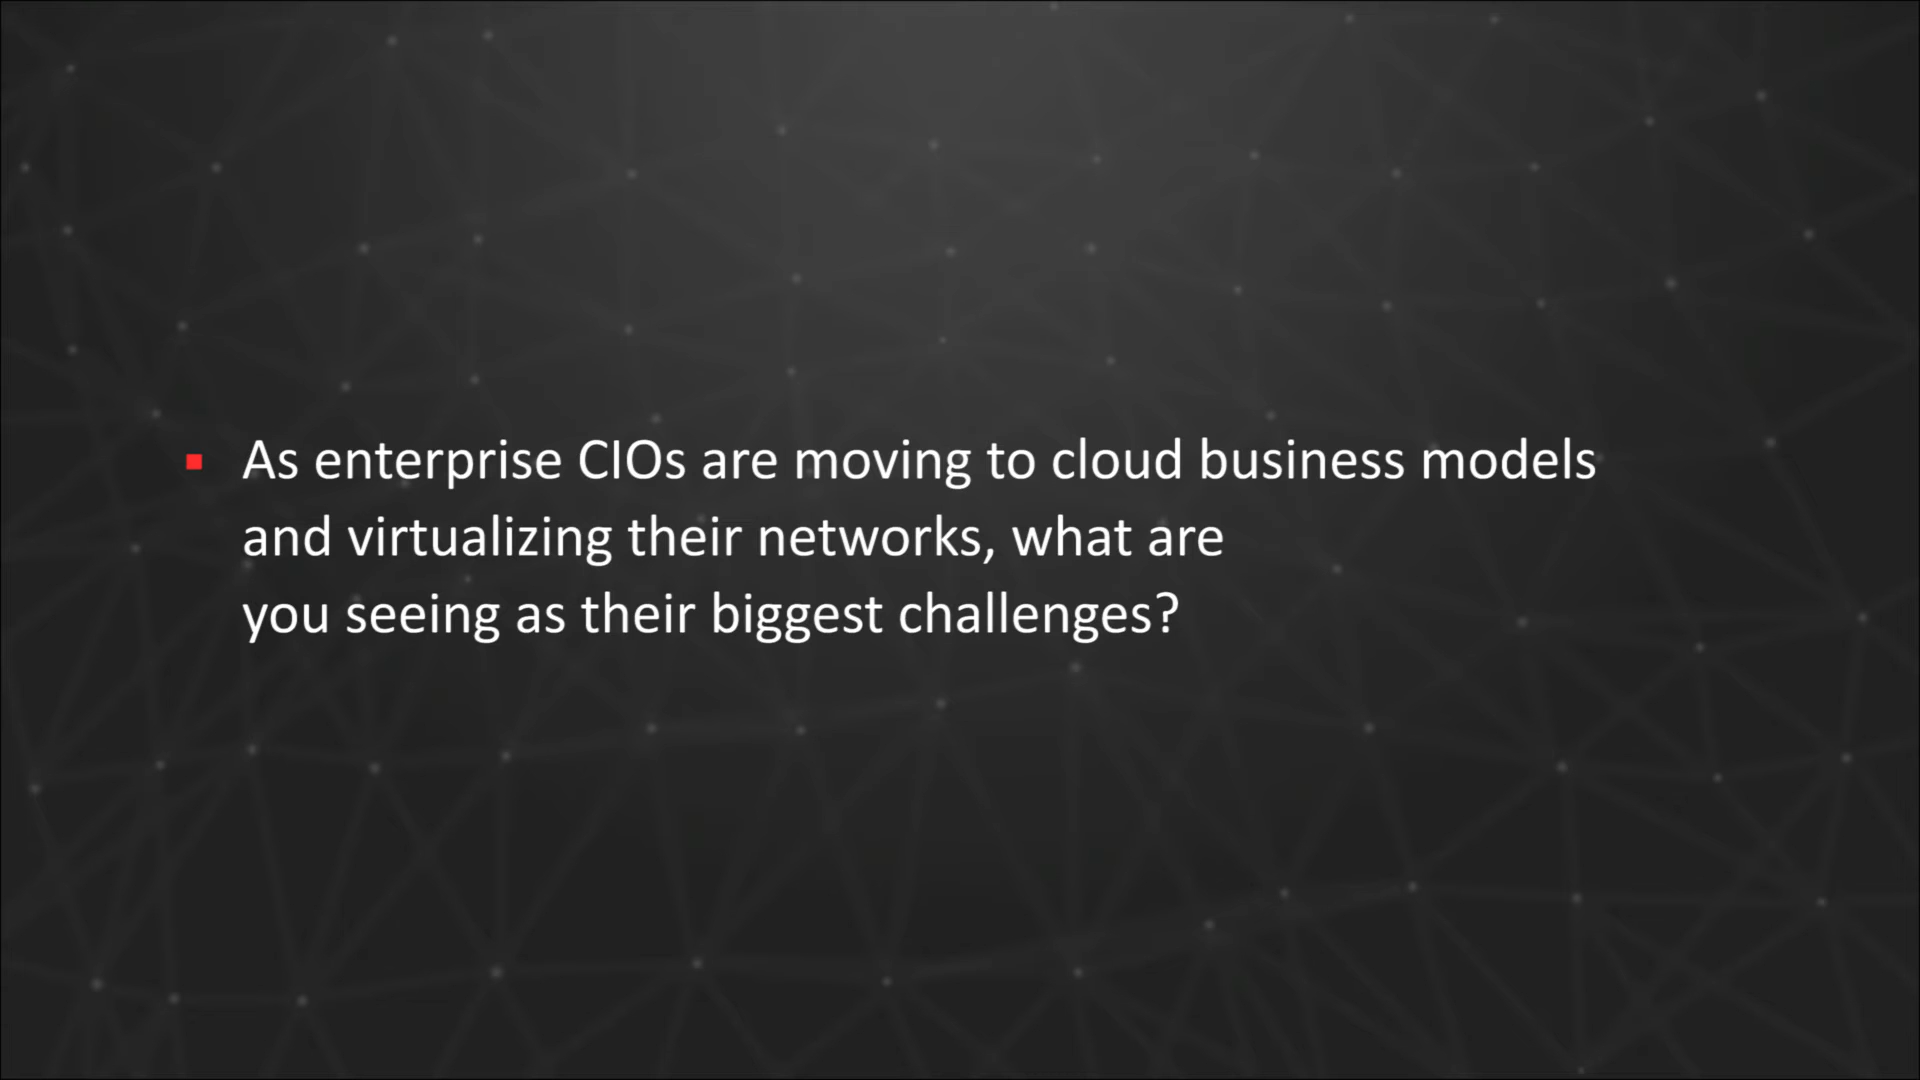 As enterprise CIOs are moving to cloud business models
and virtualizing their networks, what are
you seeing as their biggest challenges?